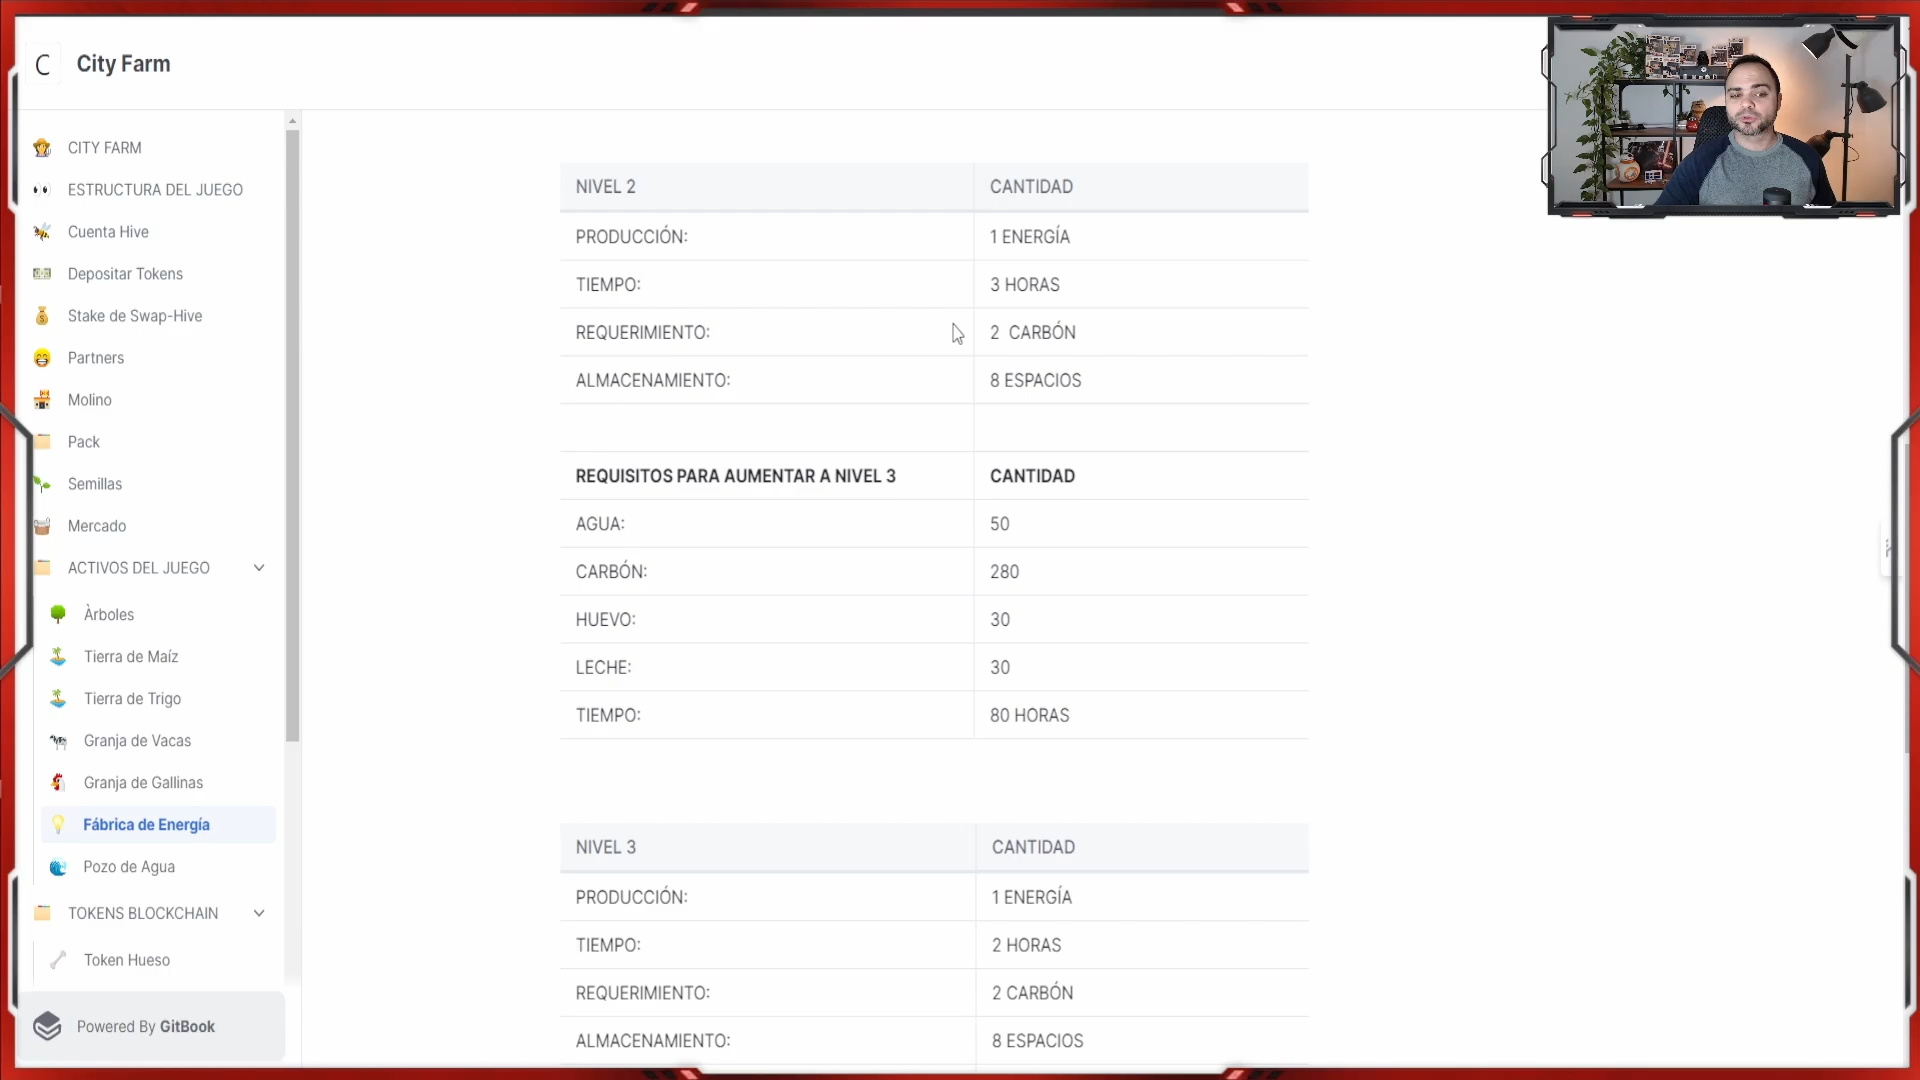 C City Farm
CITY FARM
ESTRUCTURA DEL JUEGO
Cuenta Hive
Depositar Tokens
Stake de Swap-Hive
Partners
Molino
Pack
Semillas
Mercado
ACTIVOS DEL JUEGO
Àrboles
Tierra de Maíz
Tierra de Trigo
Granja de Vacas
Granja de Gallinas
Fábrica de Energía
Pozo de Agua
TOKENS BLOCKCHAIN
Token Hueso
Powered By GitBook
NIVEL 2 CANTIDAD
PRODUCCIÓN: 1 ENERGÍA
TIEMPO: 3 HORAS
REQUERIMIENTO: 2 CARBÓN
ALMACENAMIENTO: 8 ESPACIOS
REQUISITOS PARA AUMENTAR A NIVEL 3 CANTIDAD
AGUA: 50
CARBÓN: 280
HUEVO: 30
LECHE: 30
TIEMPO: 80 HORAS
NIVEL 3 CANTIDAD
PRODUCCIÓN: 1 ENERGÍA
TIEMPO: 2 HORAS
REQUERIMIENTO: 2 CARBÓN
ALMACENAMIENTO: 8 ESPACIOS